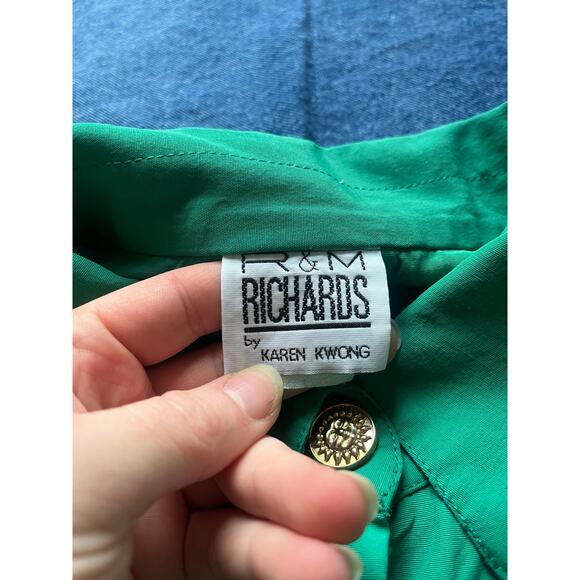 R&M
RICHARDS
by
KAREN KWONG